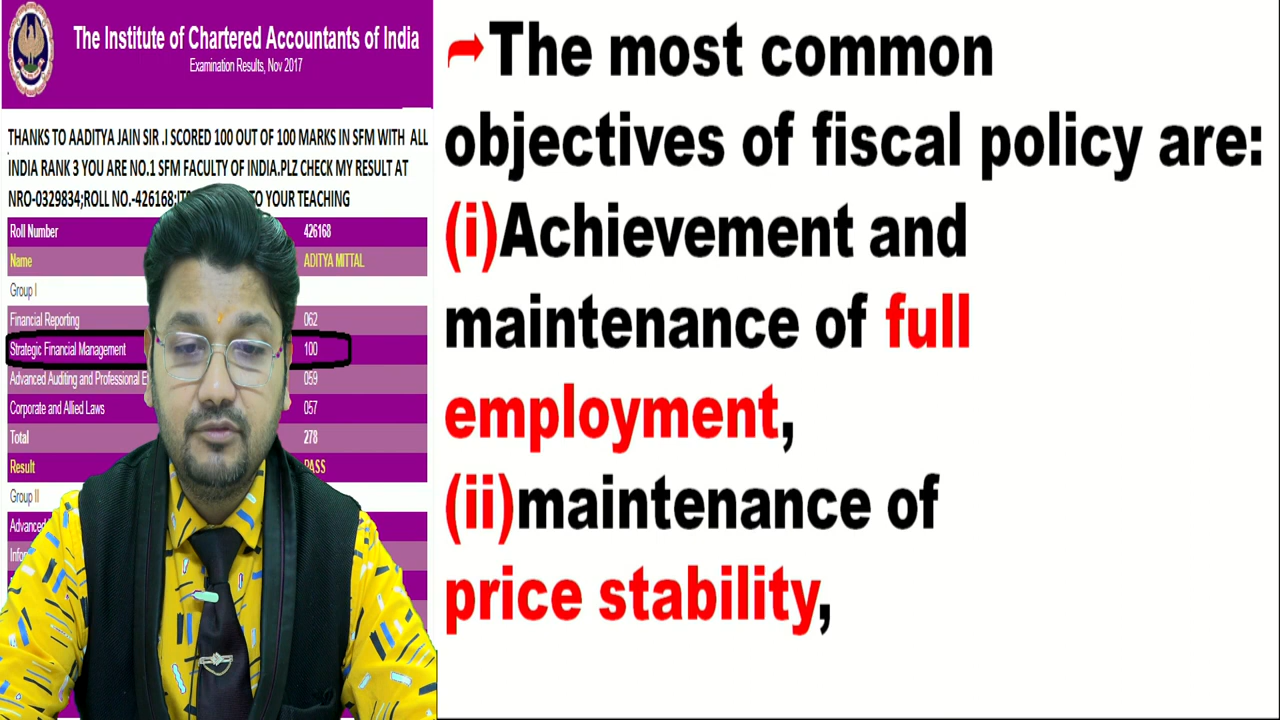 The Institute of Chartered Accountants of India
Examination Results, Nov 2017
THANKS TO AADITYA JAIN SIR .I SCORED 100 OUT OF 100 MARKS IN SFM WITH ALL
INDIA RANK 3 YOU ARE NO.1 SFM FACULTY OF INDIA.PLZ CHECK MY RESULT AT
NRO-0329834;ROLL NO.-426168; TO YOUR TEACHING
Roll Number 426168
Name ADITYA MITTAL
Group I
Financial Reporting 062
Strategic Financial Management 100
Advanced Auditing and Professional 059
Corporate and Allied Laws 057
Total 278
Result PASS
Group II
The most common
objectives of fiscal policy are:
(i)Achievement and
maintenance of full
employment,
(ii)maintenance of
price stability,